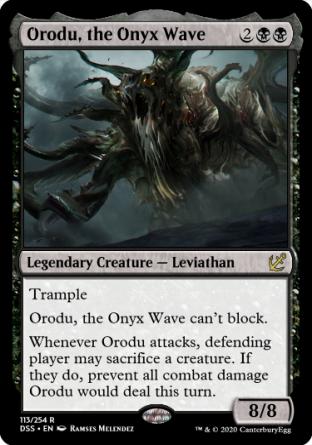 Orodu, the Onyx Wave 2
Legendary Creature — Leviathan
Trample
Orodu, the Onyx Wave can't block.
Whenever Orodu attacks, defending
player may sacrifice a creature. If
they do, prevent all combat damage
Orodu would deal this turn.
8/8
113/254 R
DSS • EN Ramses Melendez
™ & © 2020 CanterburyEgg